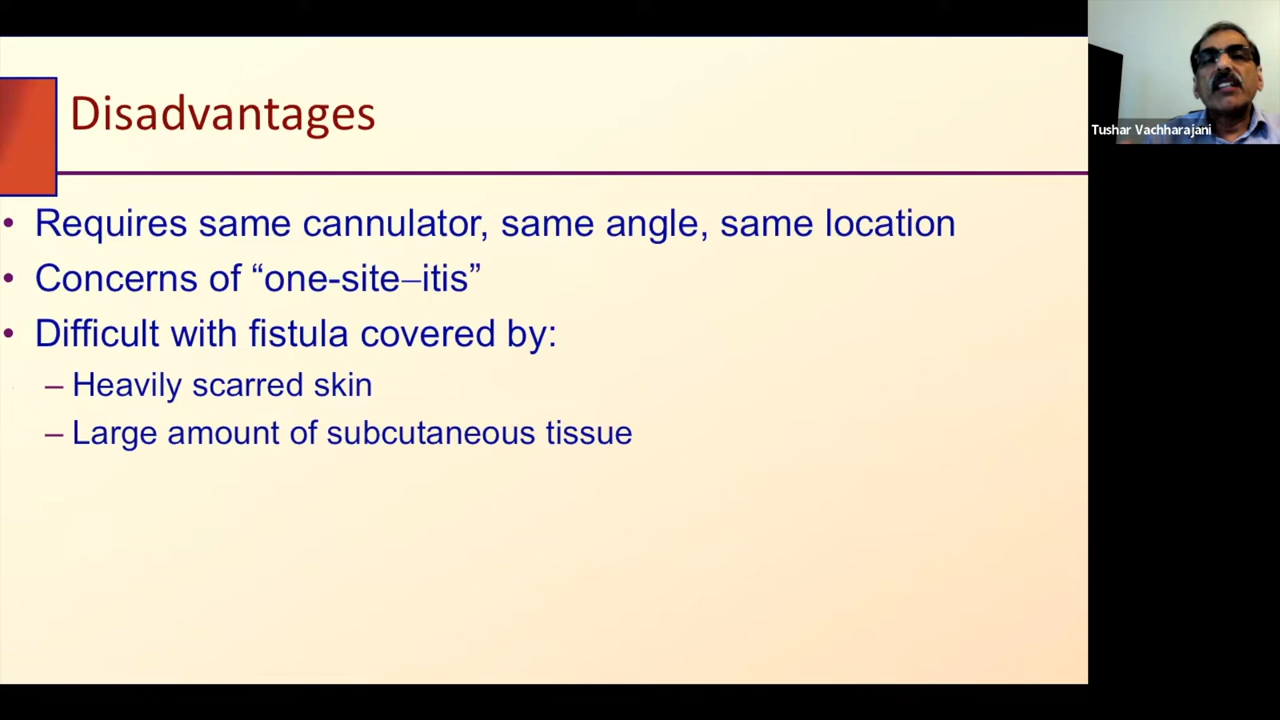 Disadvantages
Tushar Vachharajani
• Requires same cannulator, same angle, same location
• Concerns of “one-site–itis”
• Difficult with fistula covered by:
– Heavily scarred skin
– Large amount of subcutaneous tissue